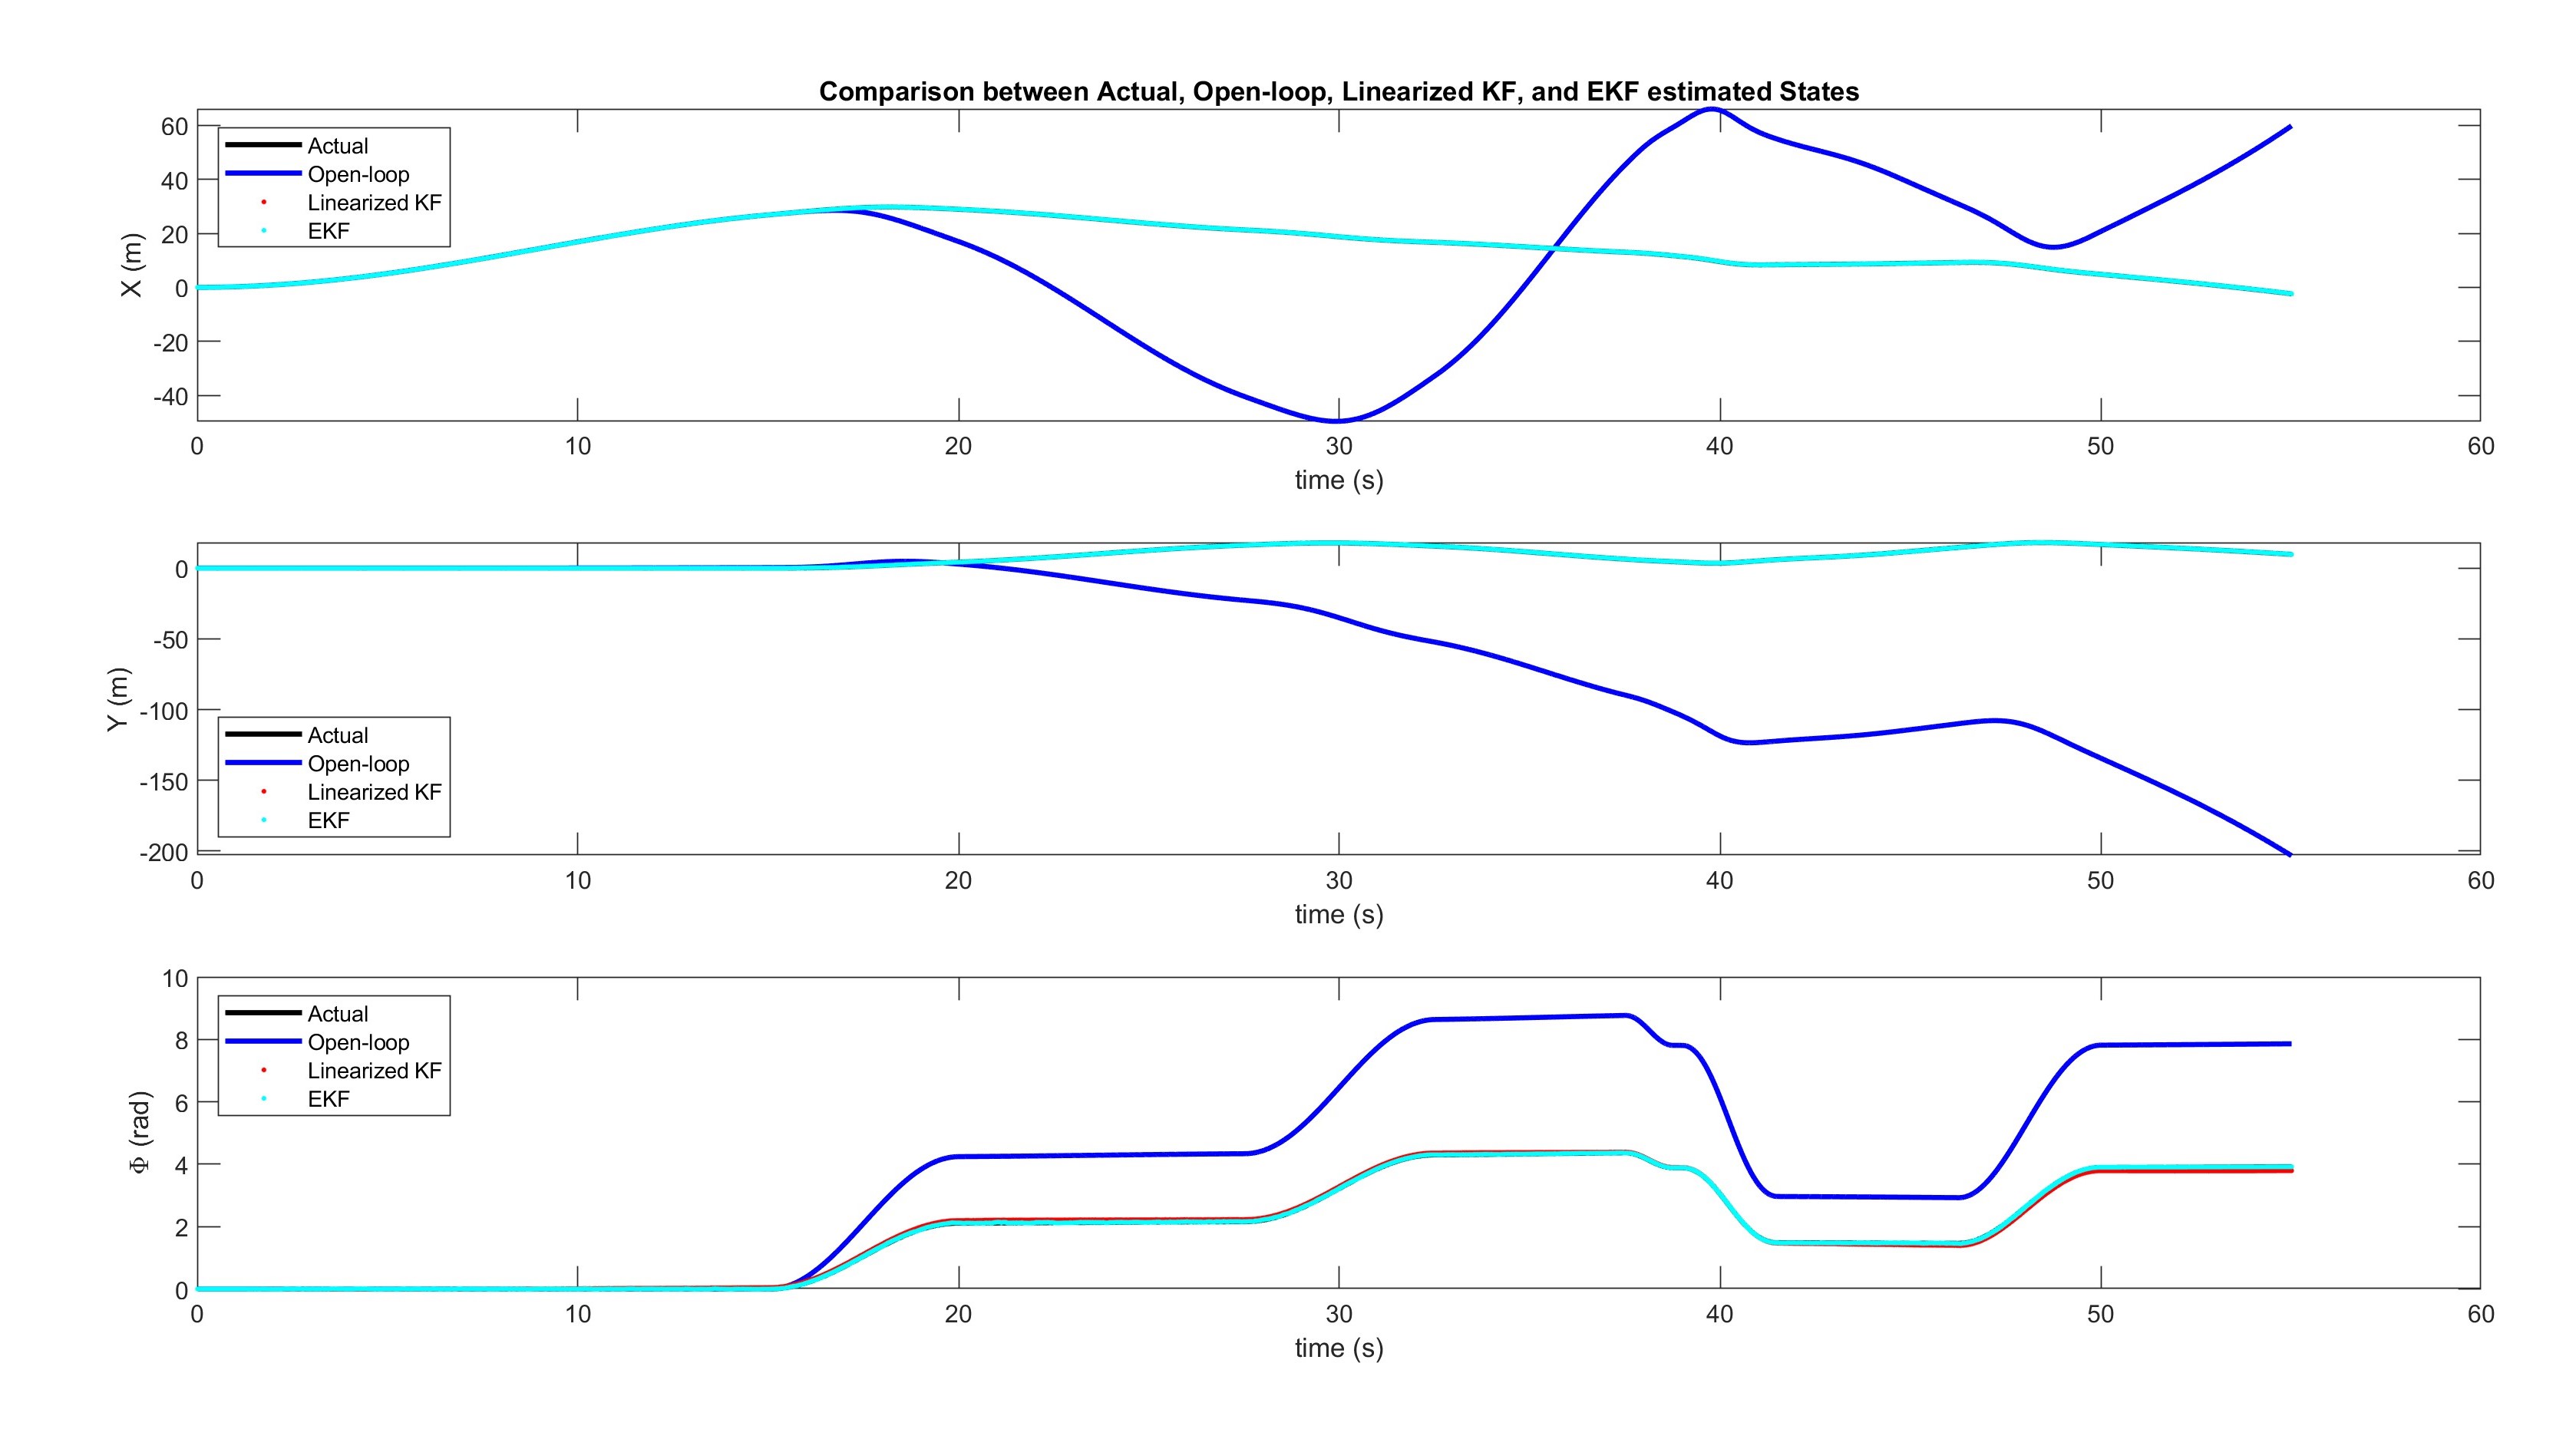 Comparison between Actual, Open-loop, Linearized KF, and EKF estimated States
60
40
20
0
-20
-40
X (m)
Actual
Open-loop
Linearized KF
EKF
0 10 20 30 40 50 60
time (s)
0
-50
-100
-150
-200
Y (m)
Actual
Open-loop
Linearized KF
EKF
0 10 20 30 40 50 60
time (s)
10
8
6
4
2
0
Φ (rad)
Actual
Open-loop
Linearized KF
EKF
0 10 20 30 40 50 60
time (s)